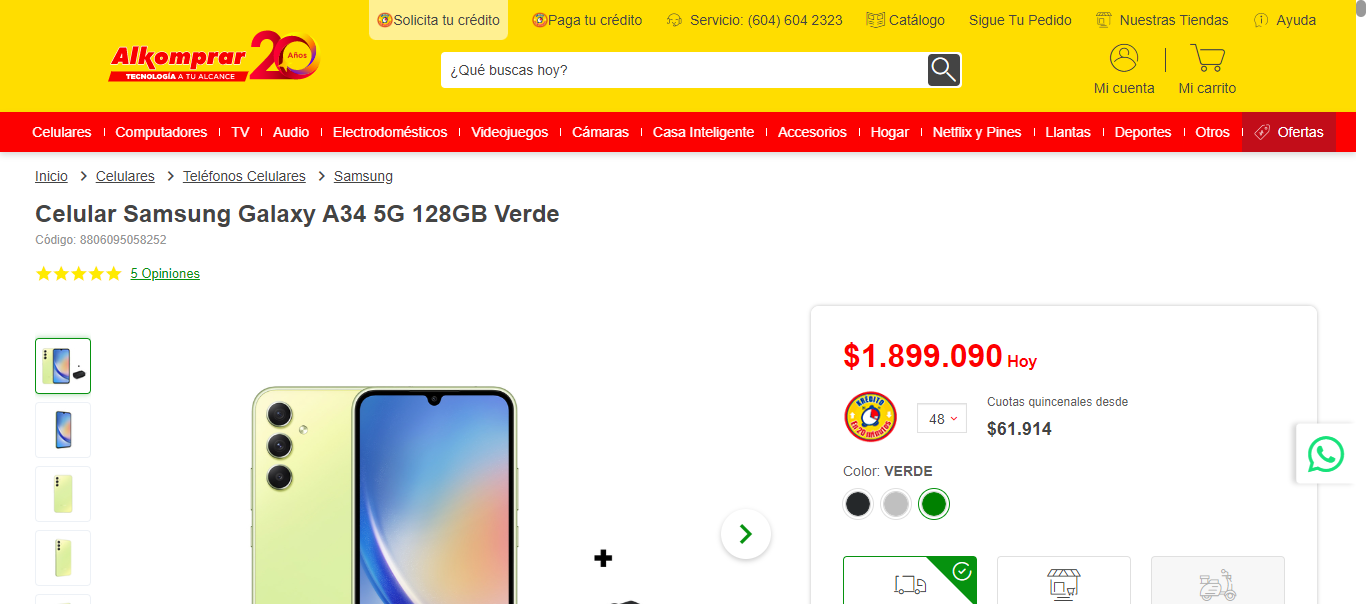 Solicita tu crédito
Paga tu crédito
Servicio: (604) 604 2323
Catálogo
Sigue Tu Pedido
Nuestras Tiendas
Ayuda
Alkomprar
TECNOLOGÍA A TU ALCANCE
20 Años
¿Qué buscas hoy?
Mi cuenta
Mi carrito
Celulares
Computadores
TV
Audio
Electrodomésticos
Videojuegos
Cámaras
Casa Inteligente
Accesorios
Hogar
Netflix y Pines
Llantas
Deportes
Otros
Ofertas
Inicio > Celulares > Teléfonos Celulares > Samsung
Celular Samsung Galaxy A34 5G 128GB Verde
Código: 8806095058252
5 Opiniones
$1.899.090 Hoy
KRÉDITO
En 20 minutos
48
Cuotas quincenales desde
$61.914
Color: VERDE